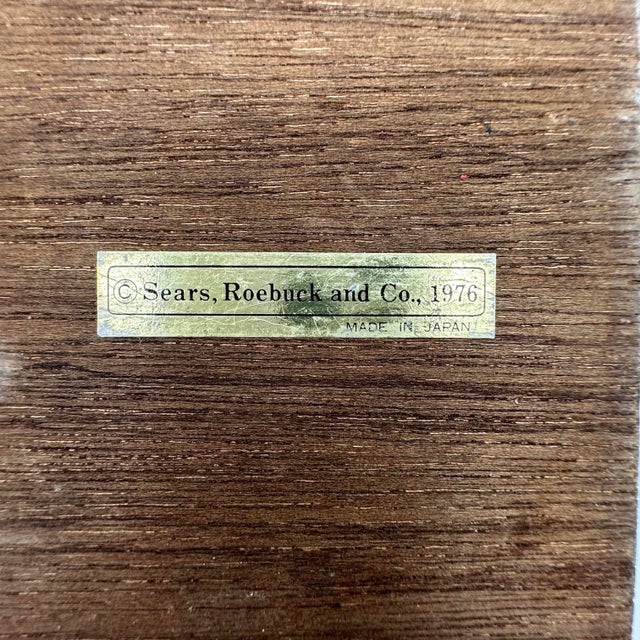 © Sears, Roebuck and Co., 1976
MADE IN JAPAN